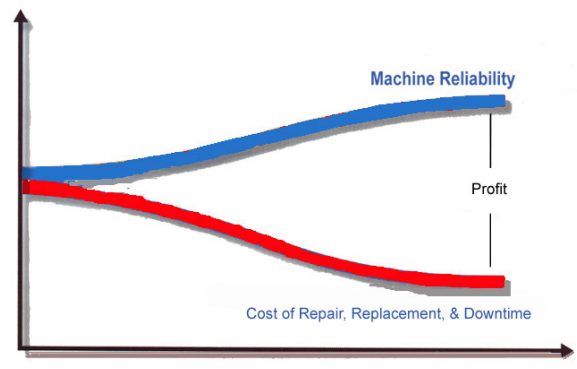 Machine Reliability
Profit
Cost of Repair, Replacement, & Downtime